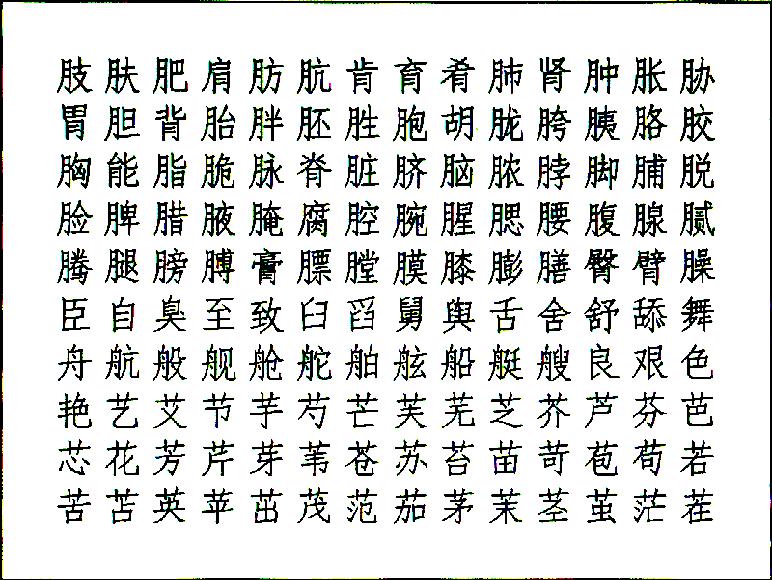 肢肤肥肩肪肮肯育肴肺肾肿胀胁
胃胆背胎胖胚胜胞胡胧胯胰胳胶
胸能脂脆脉脊脏脐脑脓脖脚脯脱
脸脾腊腋腌腐腔腕腥腮腰腹腺腻
腾腿膀膊膏膘膛膜膝膨膳臀臂臊
臣自臭至致臼舀舅舆舌舍舒舔舞
舟航般舰舱舵舶舷船艇艘良艰色
艳艺艾节芋芍芒芙芜芝芥芦芬芭
芯花芳芹芽苇苍苏苔苗苛苞苟若
苦苫英苹茁茂范茄茅茉茎茧茫茬